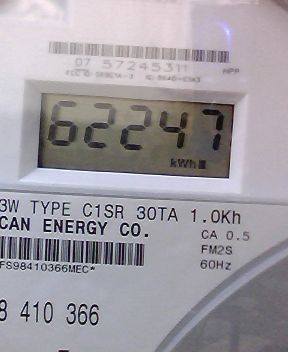 07 57245311
HPP
62247
kWh
3W TYPE C1SR 30TA 1.0Kh
CAN ENERGY CO.
CA 0.5
FM2S
60Hz
FS98410366MEC*
8 410 366